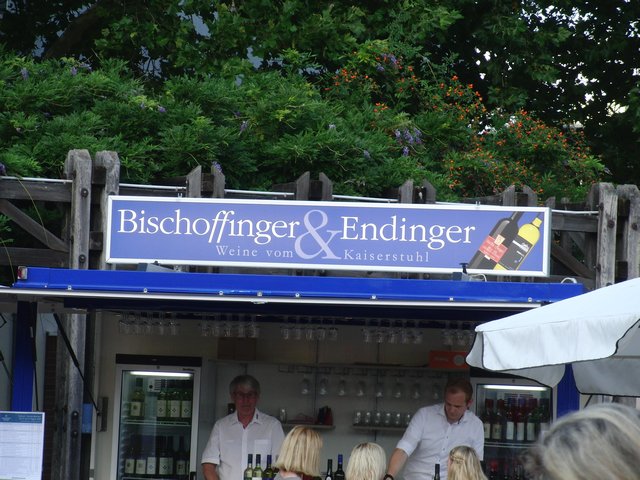 Bischoffinger & Endinger
Weine vom Kaiserstuhl